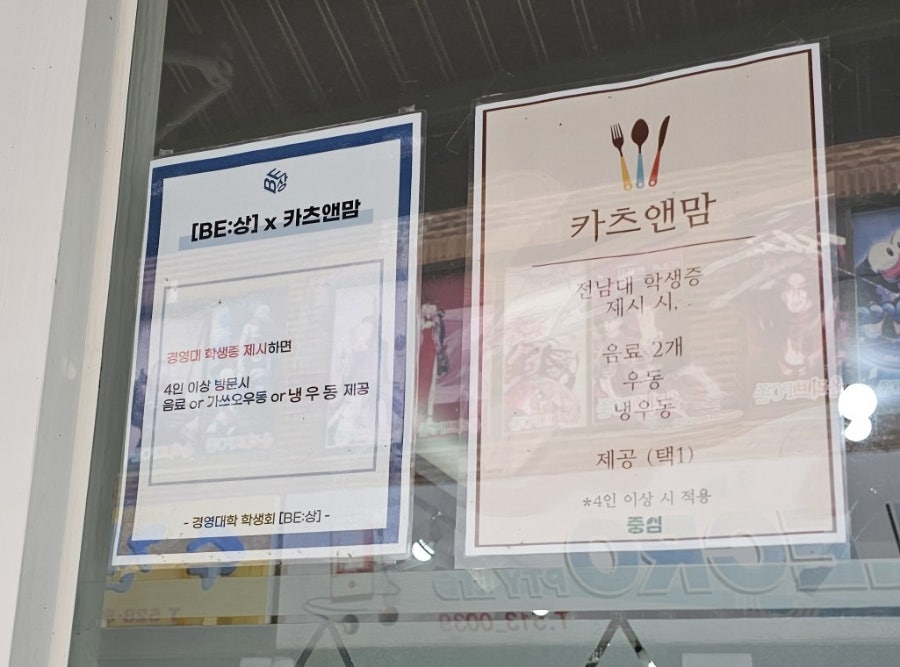 BE상
[BE:상] x 카츠앤맘
경영대 학생증 제시하면
4인 이상 방문시
음료 or 가쓰오우동 or 냉 우 동 제공
- 경영대학 학생회 [BE:상] -
카츠앤맘
전남대 학생증
제시 시,
음료 2개
우동
냉우동
제공 (택1)
*4인 이상 시 적용
중심